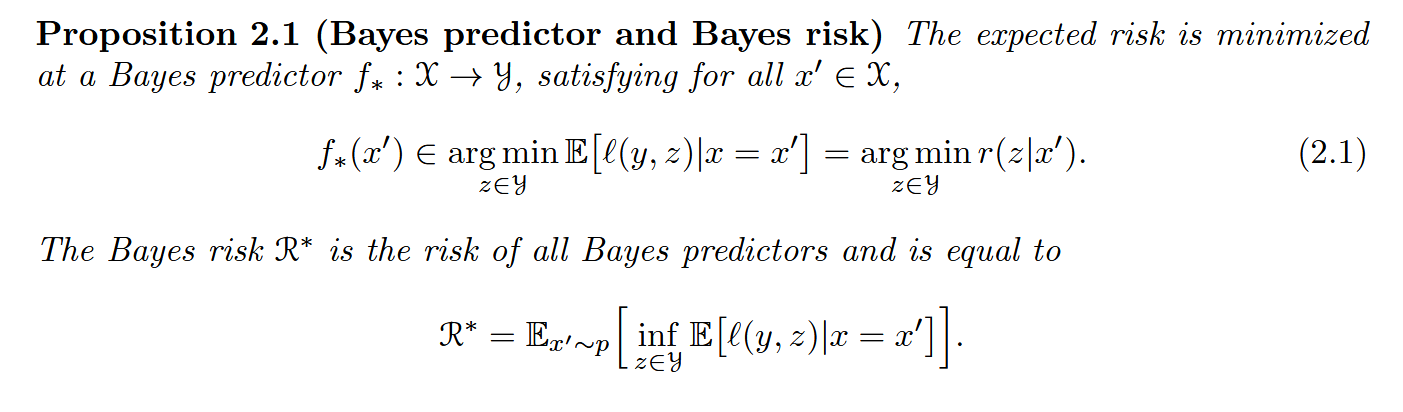 Proposition 2.1 (Bayes predictor and Bayes risk) The expected risk is minimized
at a Bayes predictor f∗ : 𝒳 → 𝒴, satisfying for all x′ ∈ 𝒳,
f∗(x′) ∈ arg min_{z∈𝒴} 𝔼[ℓ(y, z)|x = x′] = arg min_{z∈𝒴} r(z|x′). (2.1)
The Bayes risk ℛ* is the risk of all Bayes predictors and is equal to
ℛ* = 𝔼_{x′∼p}[ inf_{z∈𝒴} 𝔼[ℓ(y, z)|x = x′] ].